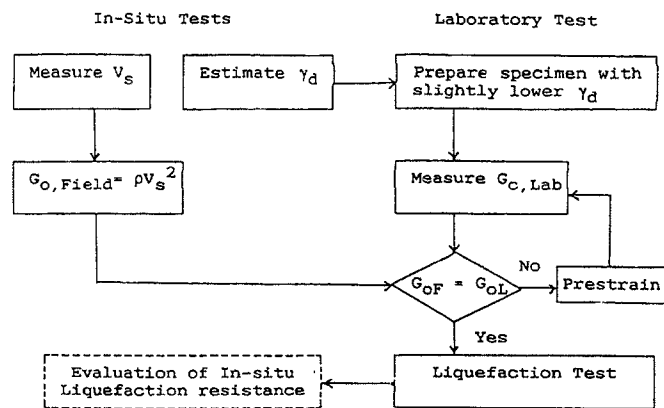 In-Situ Tests
Laboratory Test
Measure Vs
Estimate γd
Prepare specimen with
slightly lower γd
Go,Field= ρVs²
Measure Gc,Lab
GoF = GoL
No
Prestrain
Yes
Evaluation of In-situ
Liquefaction resistance
Liquefaction Test